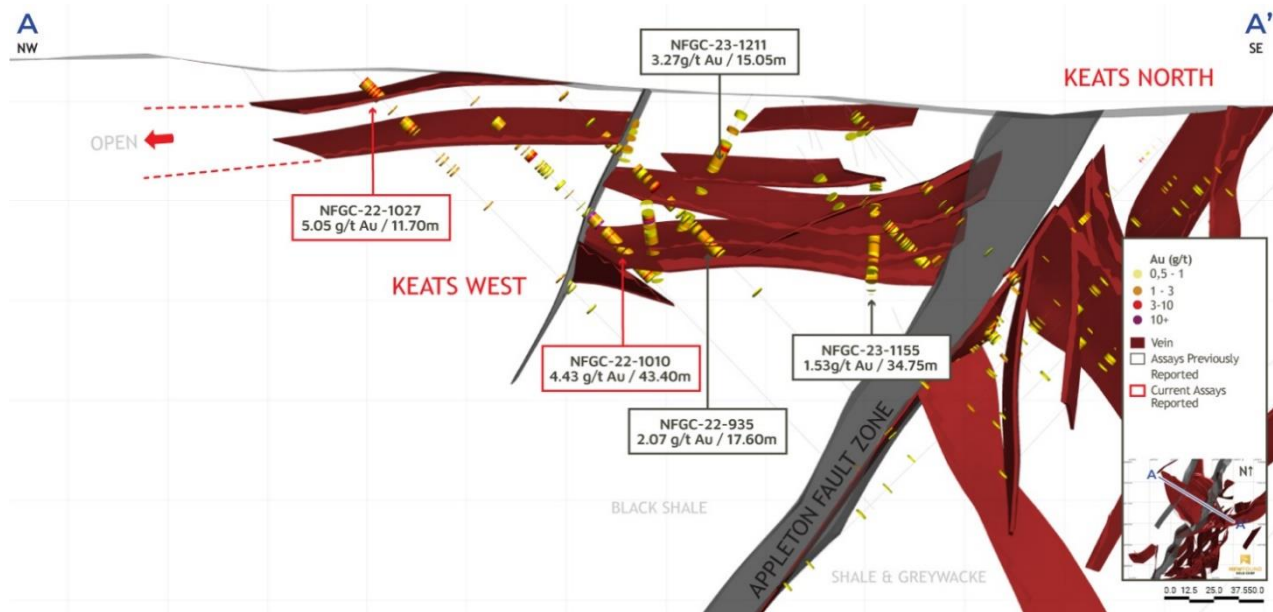 A
NW
A'
SE
NFGC-23-1211
3.27g/t Au / 15.05m
KEATS NORTH
OPEN
NFGC-22-1027
5.05 g/t Au / 11.70m
KEATS WEST
NFGC-22-1010
4.43 g/t Au / 43.40m
NFGC-23-1155
1.53g/t Au / 34.75m
NFGC-22-935
2.07 g/t Au / 17.60m
APPLETON FAULT ZONE
BLACK SHALE
SHALE & GREYWACKE
Au (g/t)
0,5 - 1
1 - 3
3-10
10+
Vein
Assays Previously
Reported
Current Assays
Reported
A
N↑
A'
0.0 12.5 25.0 37.550.0